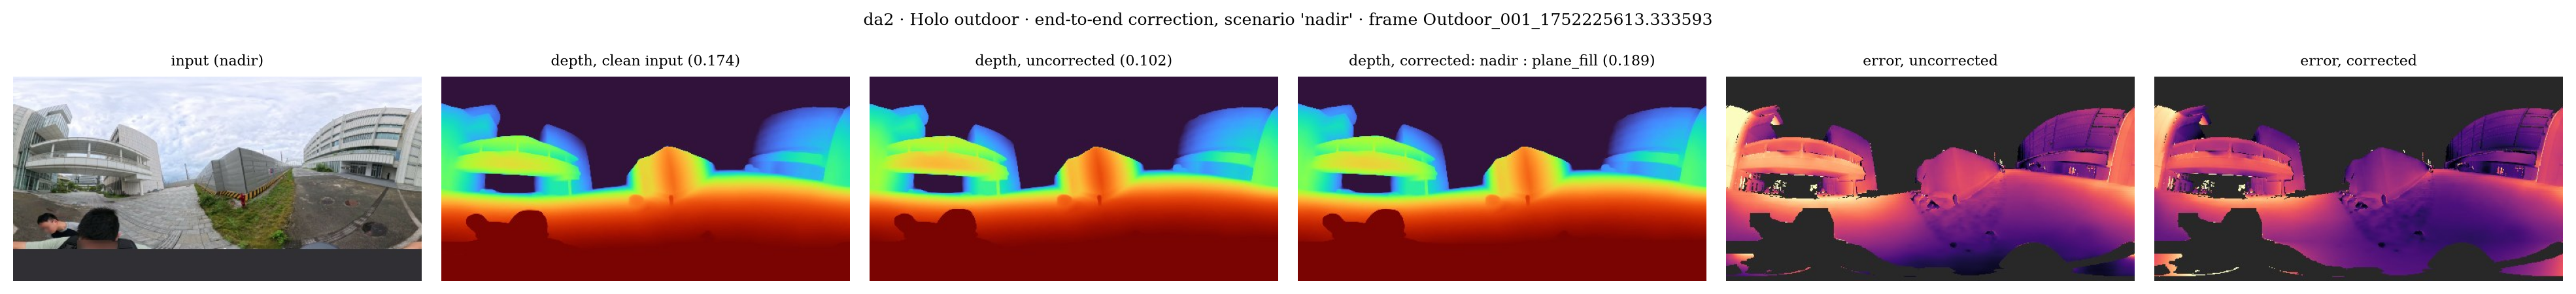 da2 · Holo outdoor · end-to-end correction, scenario 'nadir' · frame Outdoor_001_1752225613.333593
input (nadir)
depth, clean input (0.174)
depth, uncorrected (0.102)
depth, corrected: nadir : plane_fill (0.189)
error, uncorrected
error, corrected